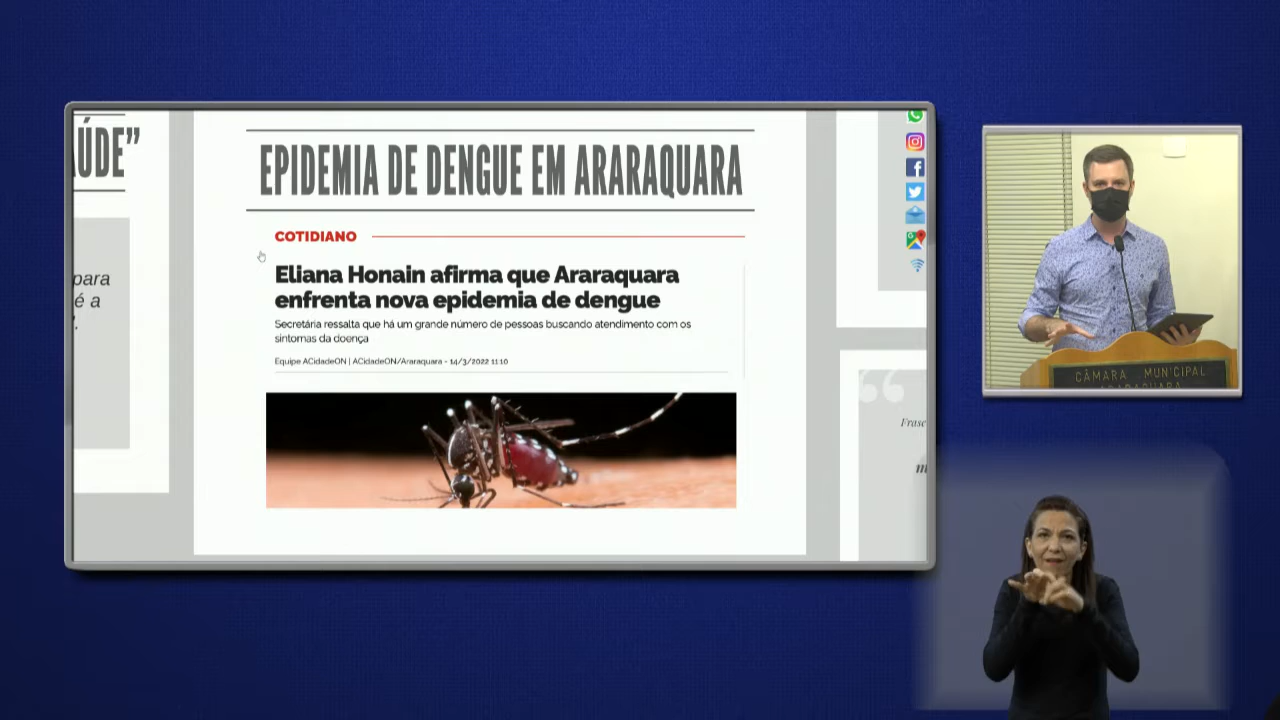 ÚDE”
EPIDEMIA DE DENGUE EM ARARAQUARA
COTIDIANO
Eliana Honain afirma que Araraquara
enfrenta nova epidemia de dengue
Secretária ressalta que há um grande número de pessoas buscando atendimento com os
sintomas da doença
Equipe ACidadeON | ACidadeON/Araraquara - 14/3/2022 11:10
para
é a
”.
“
Frase
m
CÂMARA MUNICIPAL
ARARAQUARA